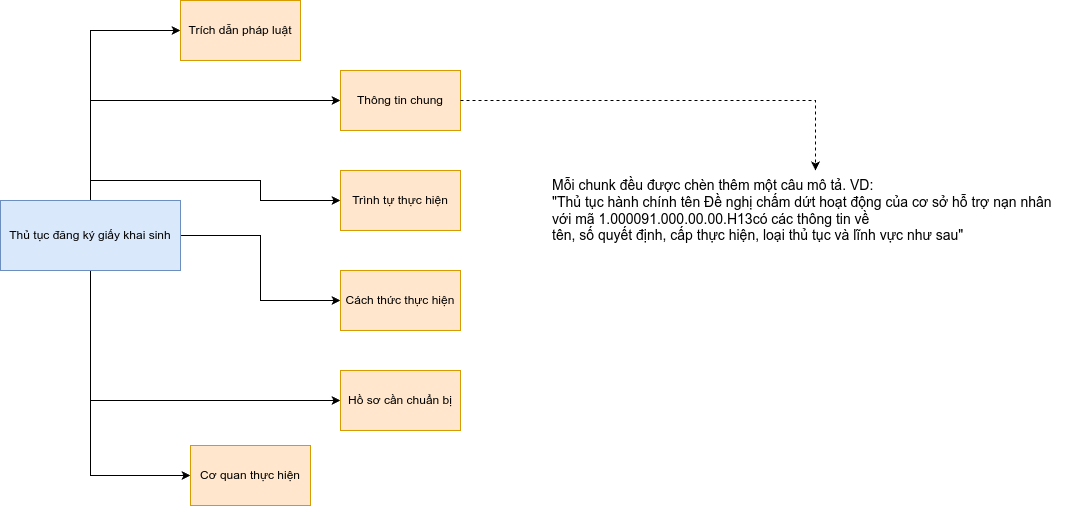 Trích dẫn pháp luật
Thông tin chung
Mỗi chunk đều được chèn thêm một câu mô tả. VD:
"Thủ tục hành chính tên Đề nghị chấm dứt hoạt động của cơ sở hỗ trợ nạn nhân
với mã 1.000091.000.00.00.H13có các thông tin về
tên, số quyết định, cấp thực hiện, loại thủ tục và lĩnh vực như sau"
Trình tự thực hiện
Thủ tục đăng ký giấy khai sinh
Cách thức thực hiện
Hồ sơ cần chuẩn bị
Cơ quan thực hiện